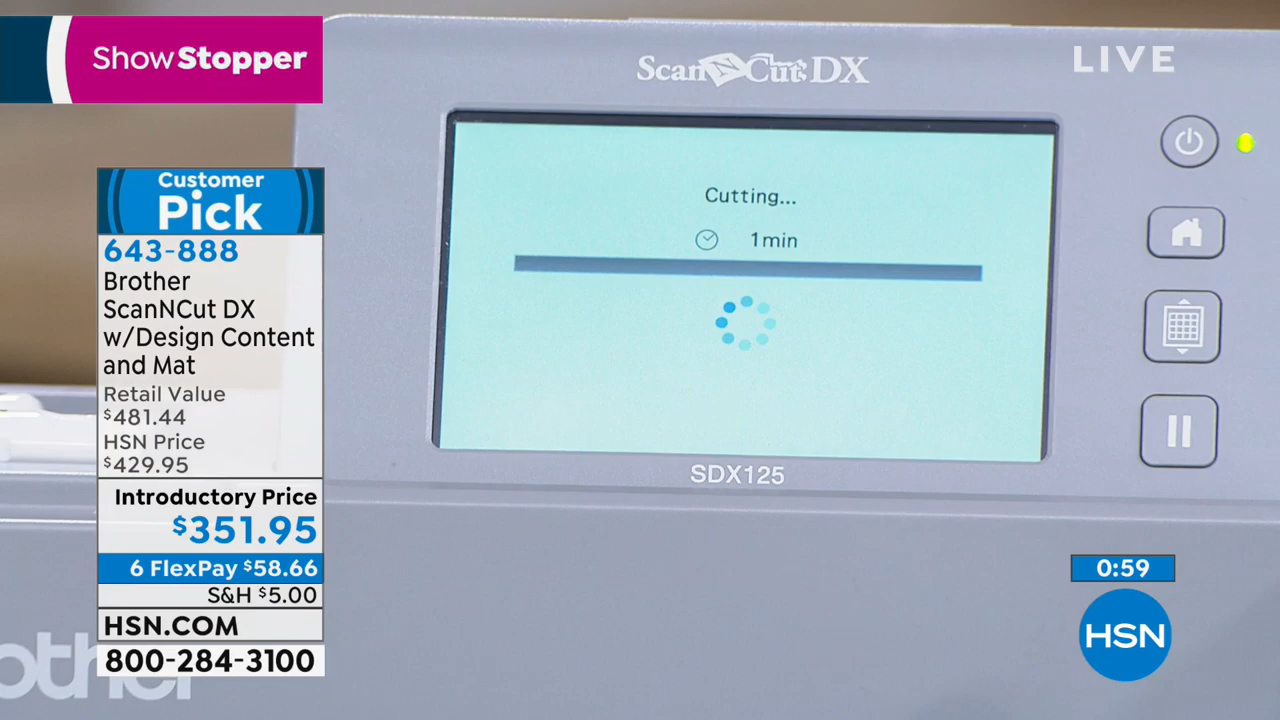 ShowStopper
LIVE
ScanNCut DX
Customer
Pick
643-888
Brother
ScanNCut DX
w/Design Content
and Mat
Retail Value
$481.44
HSN Price
$429.95
Introductory Price
$351.95
6 FlexPay $58.66
S&H $5.00
HSN.COM
800-284-3100
Cutting...
1min
SDX125
0:59
HSN
other